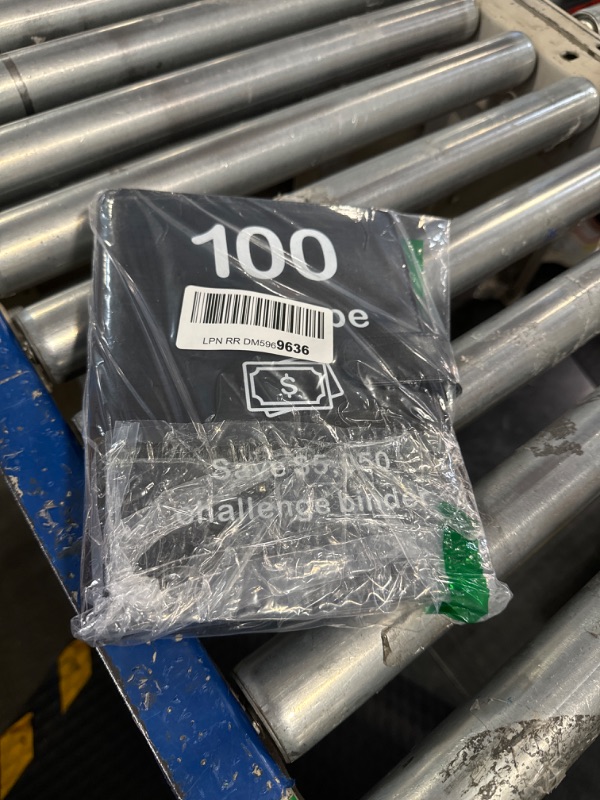 100
pe
LPN RR DM5969636
$
Save $5,050
challenge binder